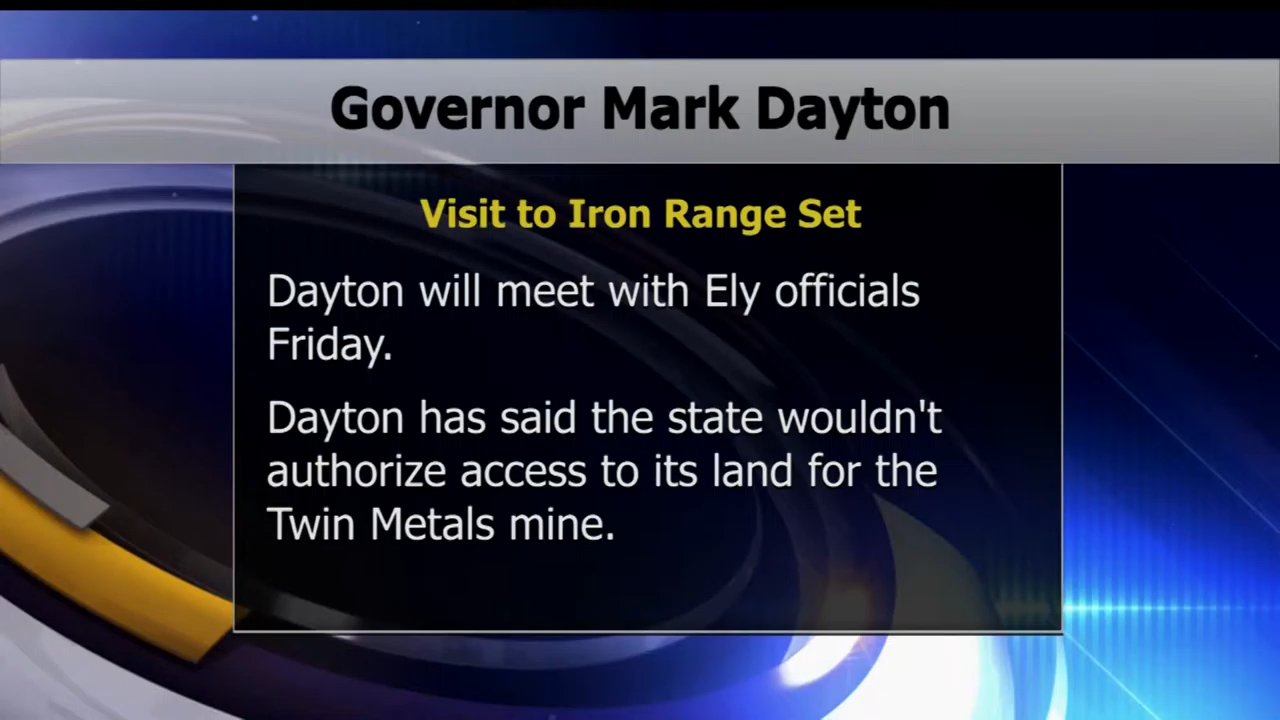 Governor Mark Dayton
Visit to Iron Range Set
Dayton will meet with Ely officials
Friday.
Dayton has said the state wouldn't
authorize access to its land for the
Twin Metals mine.